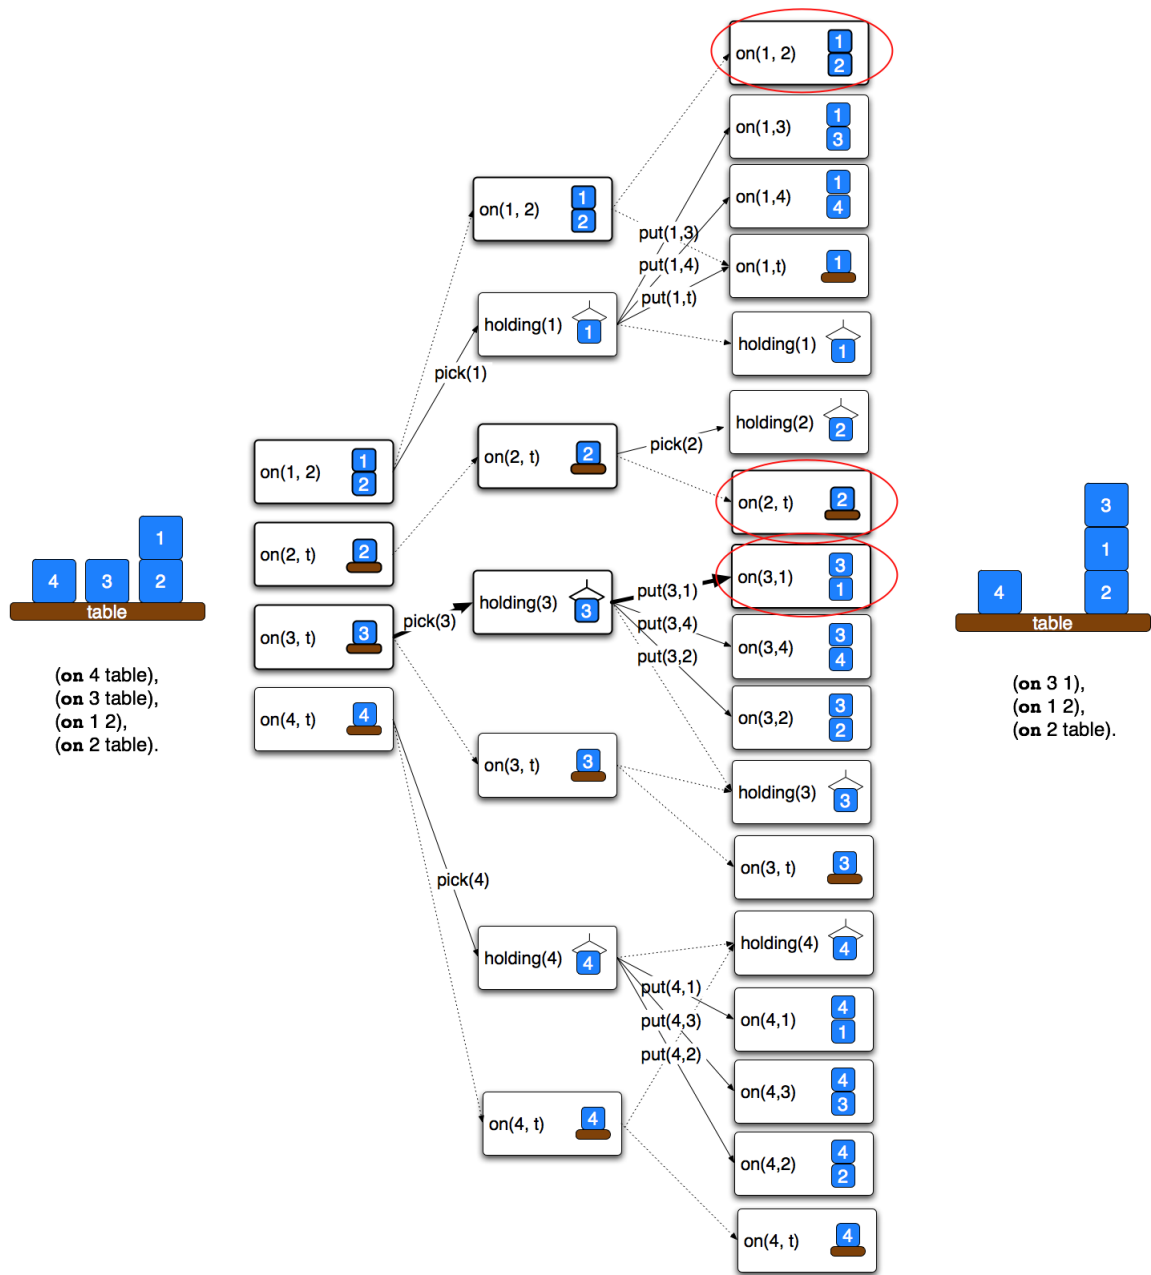 4
3
1
2
table
(on 4 table),
(on 3 table),
(on 1 2),
(on 2 table).
on(1, 2)
1
2
on(2, t)
2
on(3, t)
3
on(4, t)
4
pick(1)
pick(3)
pick(4)
on(1, 2)
1
2
holding(1)
1
on(2, t)
2
holding(3)
3
on(3, t)
3
holding(4)
4
on(4, t)
4
put(1,3)
put(1,4)
put(1,t)
pick(2)
put(3,1)
put(3,4)
put(3,2)
put(4,1)
put(4,3)
put(4,2)
on(1, 2)
1
2
on(1,3)
1
3
on(1,4)
1
4
on(1,t)
1
holding(1)
1
holding(2)
2
on(2, t)
2
on(3,1)
3
1
on(3,4)
3
4
on(3,2)
3
2
holding(3)
3
on(3, t)
3
holding(4)
4
on(4,1)
4
1
on(4,3)
4
3
on(4,2)
4
2
on(4, t)
4
3
1
4
2
table
(on 3 1),
(on 1 2),
(on 2 table).